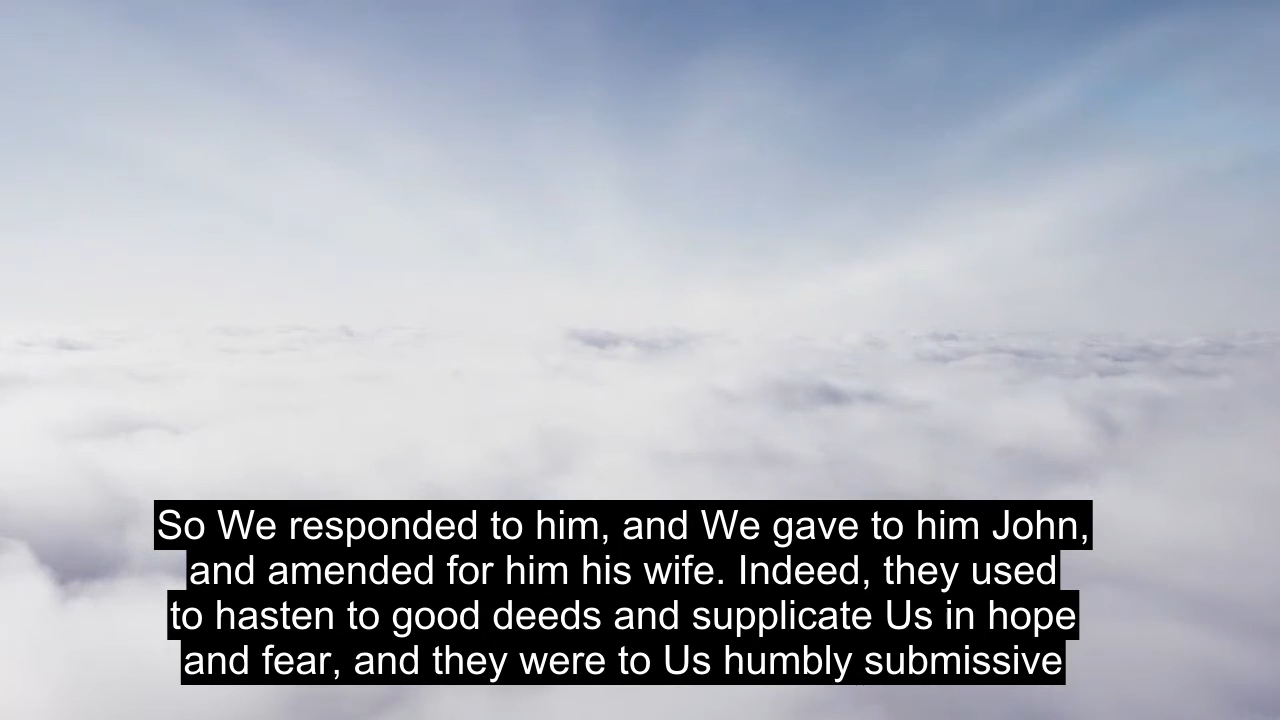 So We responded to him, and We gave to him John,
and amended for him his wife. Indeed, they used
to hasten to good deeds and supplicate Us in hope
and fear, and they were to Us humbly submissive